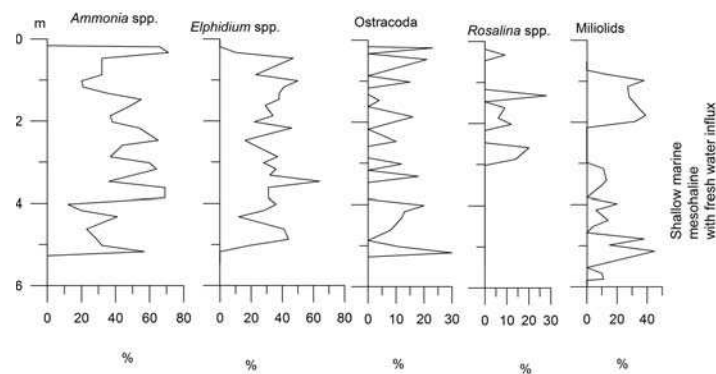 m
Ammonia spp.
Elphidium spp.
Ostracoda
Rosalina spp.
Miliolids
0
2
4
6
0 20 40 60 80
0 20 40 60 80
0 10 20 30
0 10 20 30
0 20 40
% % % % %
Shallow marine
mesohaline
with fresh water influx